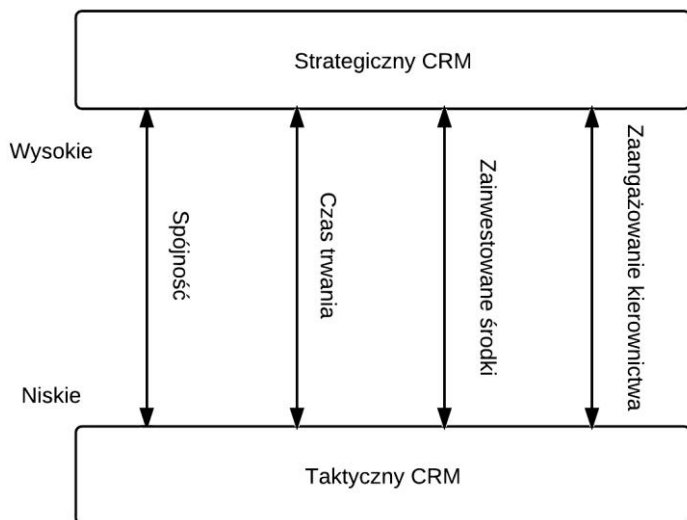 Strategiczny CRM
Wysokie
Spójność
Czas trwania
Zainwestowane środki
Zaangażowanie kierownictwa
Niskie
Taktyczny CRM